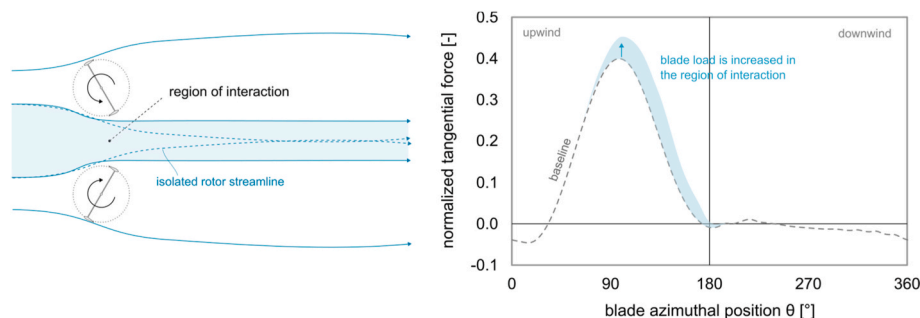 region of interaction
isolated rotor streamline
normalized tangential force [-]
0.5
0.4
0.3
0.2
0.1
0.0
-0.1
upwind
downwind
blade load is increased in
the region of interaction
baseline
0
90
180
270
360
blade azimuthal position θ [°]